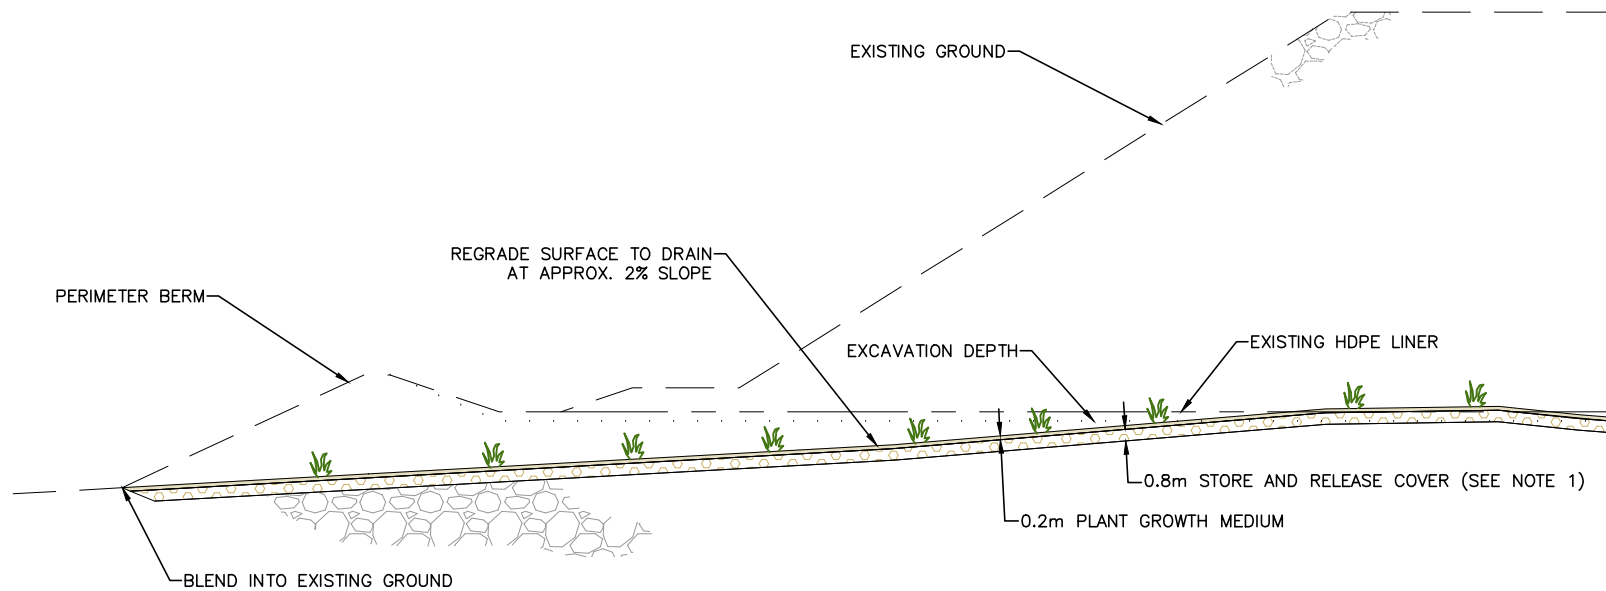 EXISTING GROUND
REGRADE SURFACE TO DRAIN
AT APPROX. 2% SLOPE
PERIMETER BERM
EXCAVATION DEPTH
EXISTING HDPE LINER
0.8m STORE AND RELEASE COVER (SEE NOTE 1)
0.2m PLANT GROWTH MEDIUM
BLEND INTO EXISTING GROUND